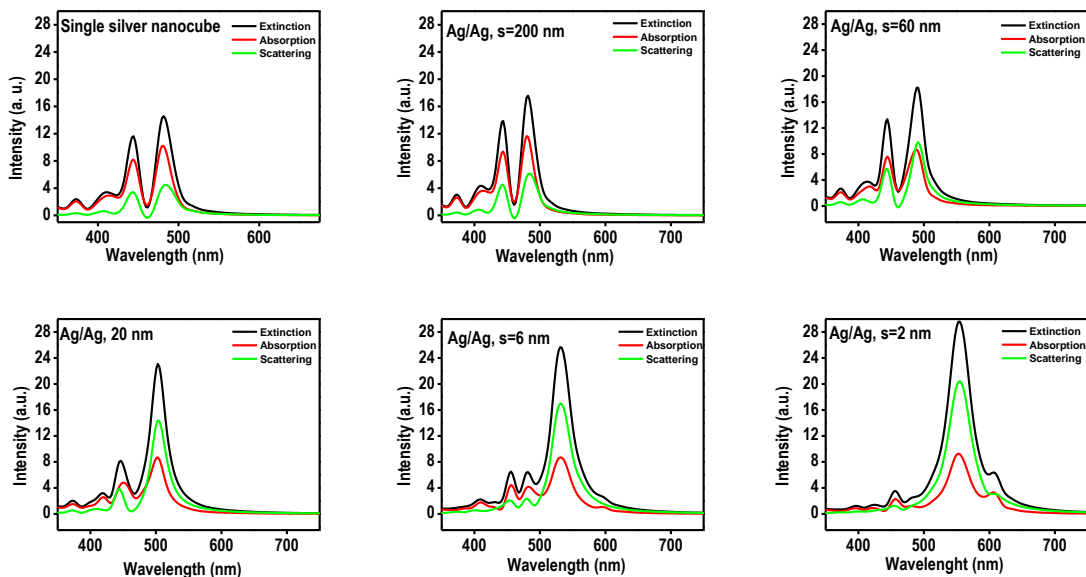 Single silver nanocube
Extinction
Absorption
Scattering
28
24
20
16
12
8
4
0
Intensity (a. u.)
400 500 600
Wavelength (nm)
Ag/Ag, s=200 nm
Extinction
Absorption
Scattering
28
24
20
16
12
8
4
0
Intensity (a.u.)
400 500 600 700
Wavelength (nm)
Ag/Ag, s=60 nm
Extinction
Absorption
Scattering
28
24
20
16
12
8
4
0
Intensity (a.u.)
400 500 600 700
Wavelength (nm)
Ag/Ag, 20 nm
Extinction
Absorption
Scattering
28
24
20
16
12
8
4
0
Intensity (a.u.)
400 500 600 700
Wavelength (nm)
Ag/Ag, s=6 nm
Extinction
Absorption
Scattering
28
24
20
16
12
8
4
0
Intensity (a.u.)
400 500 600 700
Wavelength (nm)
Ag/Ag, s=2 nm
Extinction
Absorption
Scattering
28
24
20
16
12
8
4
0
Intensity (a.u.)
400 500 600 700
Wavelenght (nm)